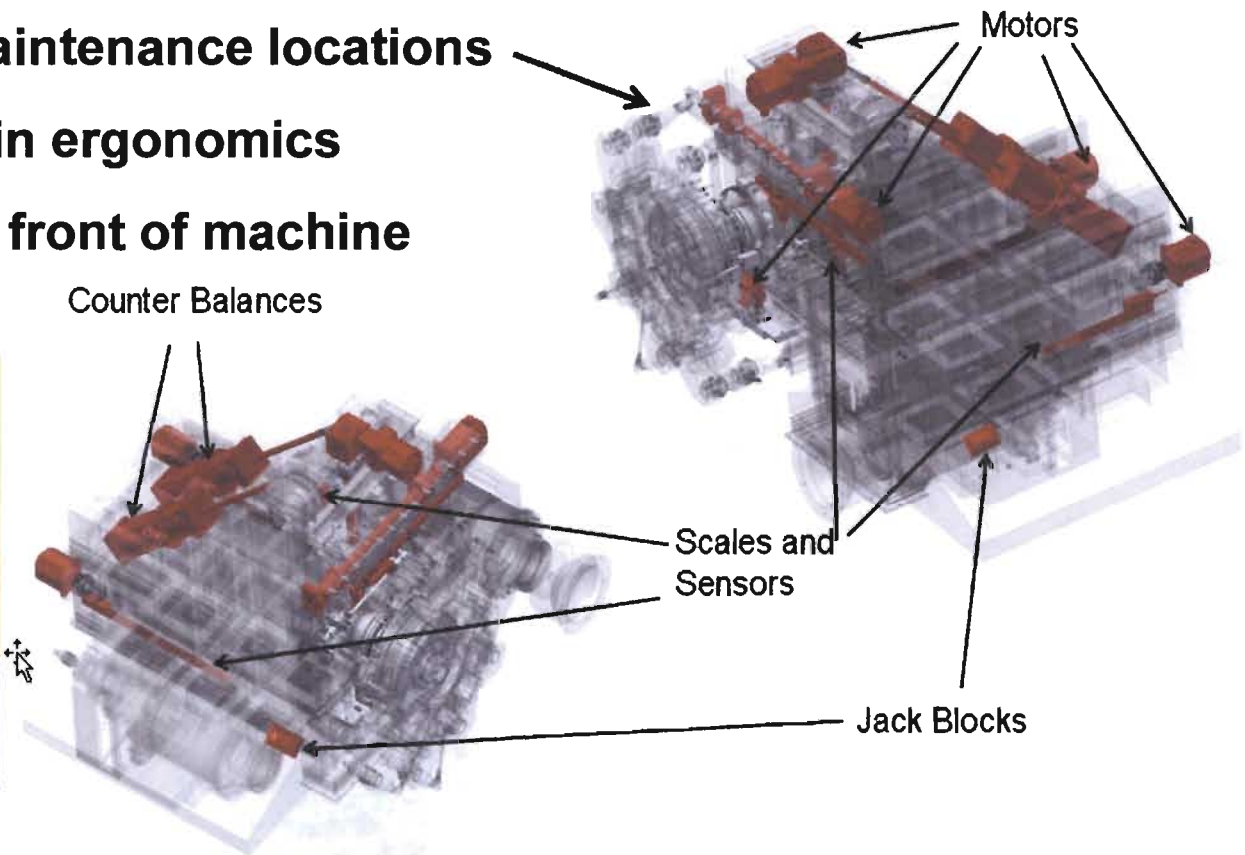 aintenance locations
in ergonomics
front of machine
Motors
Counter Balances
Scales and
Sensors
Jack Blocks